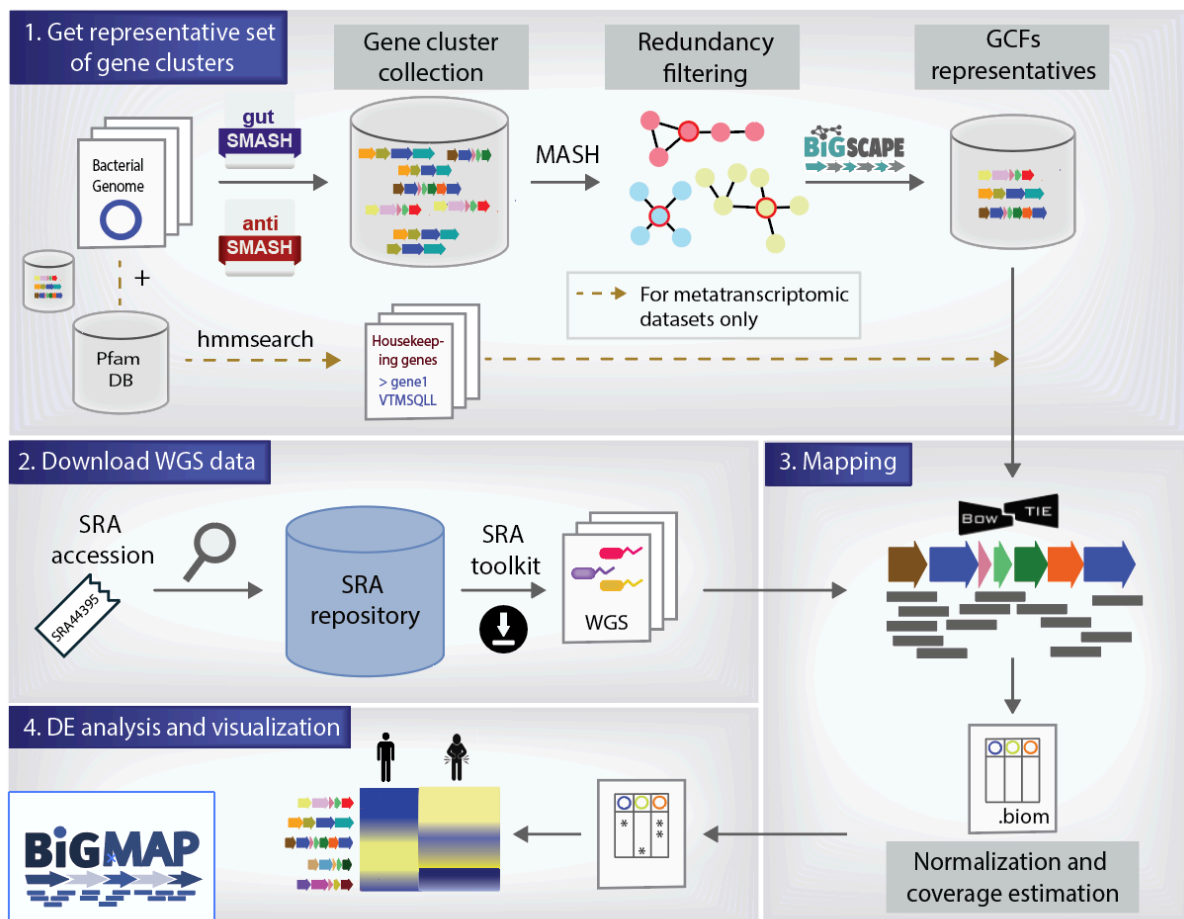 1. Get representative set
of gene clusters
Gene cluster
collection
Redundancy
filtering
GCFs
representatives
Bacterial
Genome
gut
SMASH
anti
SMASH
MASH
BiG SCAPE
+
Pfam
DB
hmmsearch
Housekeep-
ing genes
> gene1
VTMSQLL
For metatranscriptomic
datasets only
2. Download WGS data
SRA
accession
SRA44395
SRA
repository
SRA
toolkit
WGS
3. Mapping
BOW TIE
.biom
Normalization and
coverage estimation
4. DE analysis and visualization
*
*
*
*
BiGMAP